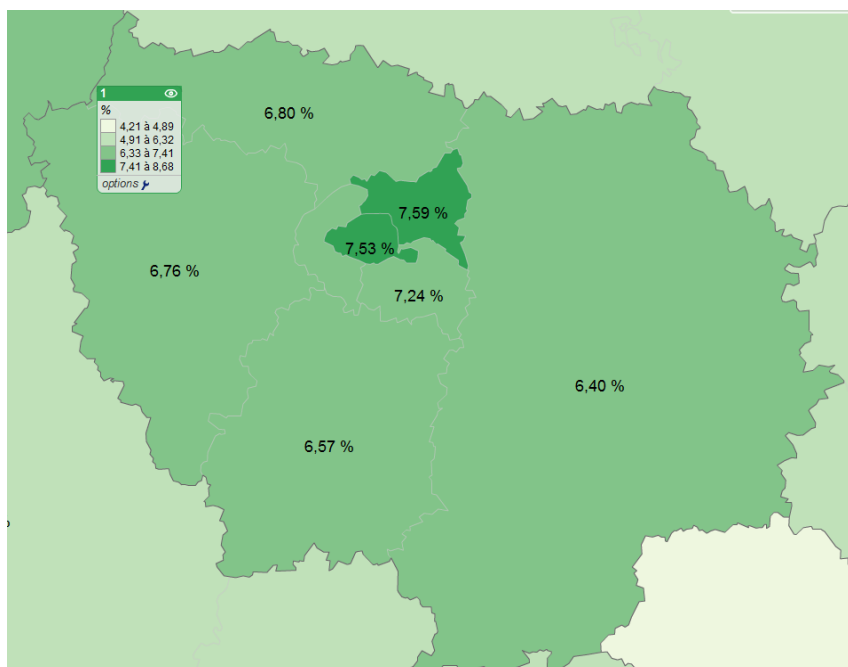 1
%
4,21 à 4,89
4,91 à 6,32
6,33 à 7,41
7,41 à 8,68
options
6,80 %
7,59 %
7,53 %
6,76 %
7,24 %
6,40 %
6,57 %